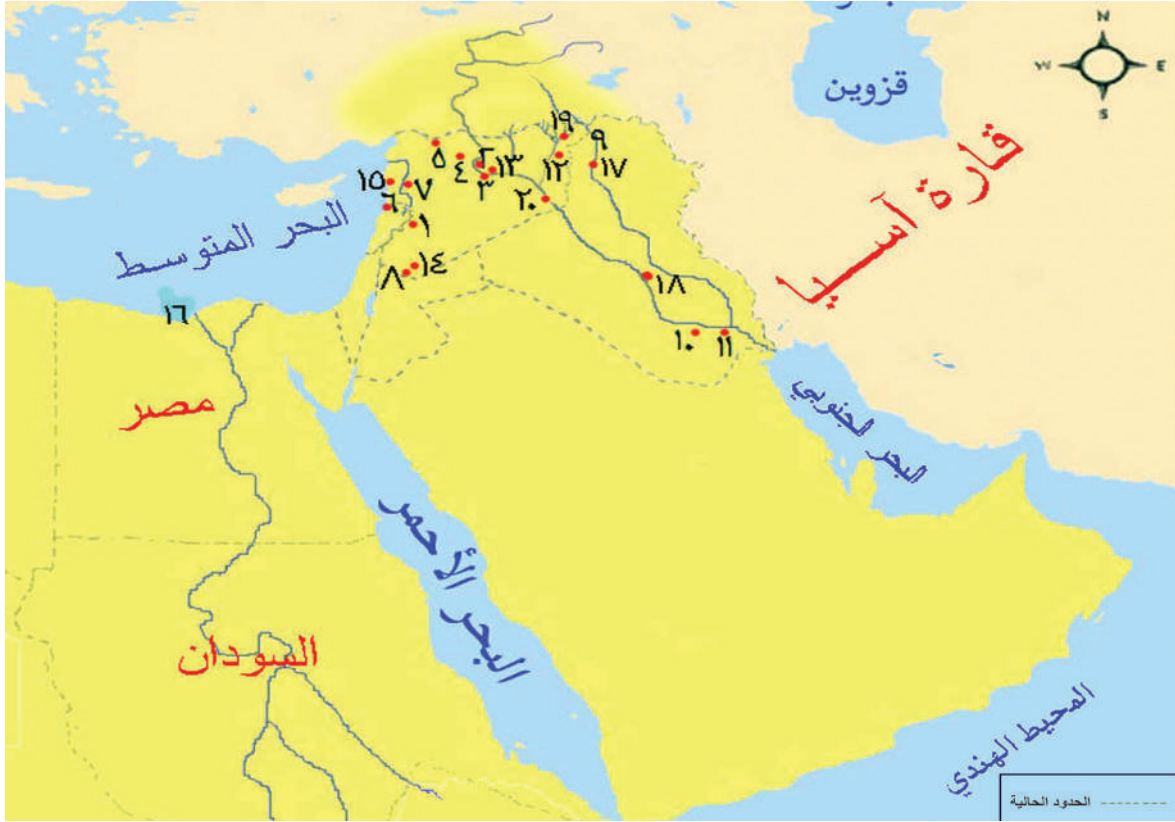 N
W E
S
قزوين
قارة آسيا
١٩
٩
٥
٤
٢
١٣
١٢
١٧
٣
١٥
٧
٦
٢٠
١
البحر المتوسط
١٤
٨
١٨
١٦
١٠
١١
مصر
البحر الجنوبي
البحر الأحمر
السودان
المحيط الهندي
الحدود الحالية